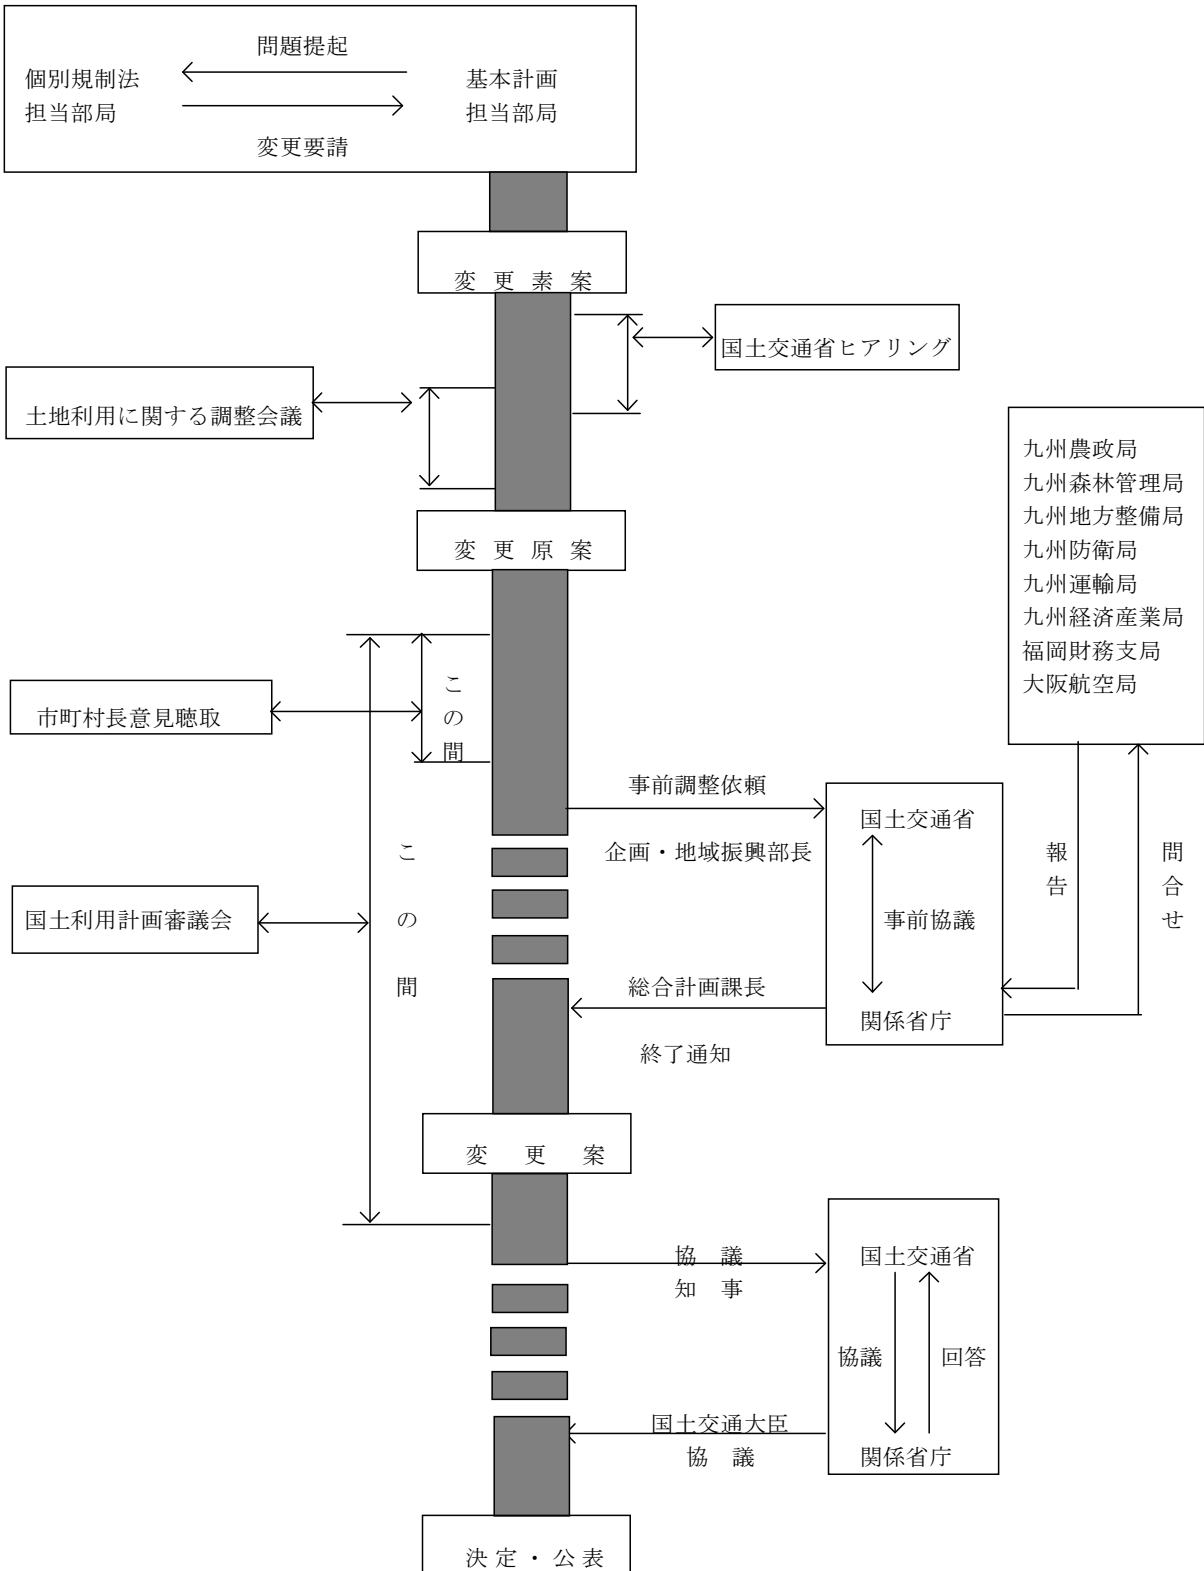 問題提起
個別規制法
担当部局
基本計画
担当部局
変更要請
変更素案
国土交通省ヒアリング
土地利用に関する調整会議
九州農政局
九州森林管理局
九州地方整備局
九州防衛局
九州運輸局
九州経済産業局
福岡財務支局
大阪航空局
変更原案
この間
市町村長意見聴取
事前調整依頼
企画・地域振興部長
国土交通省
事前協議
関係省庁
報告
問合せ
この間
国土利用計画審議会
総合計画課長
終了通知
変更案
協議
知事
国土交通省
協議
回答
関係省庁
国土交通大臣
協議
決定・公表